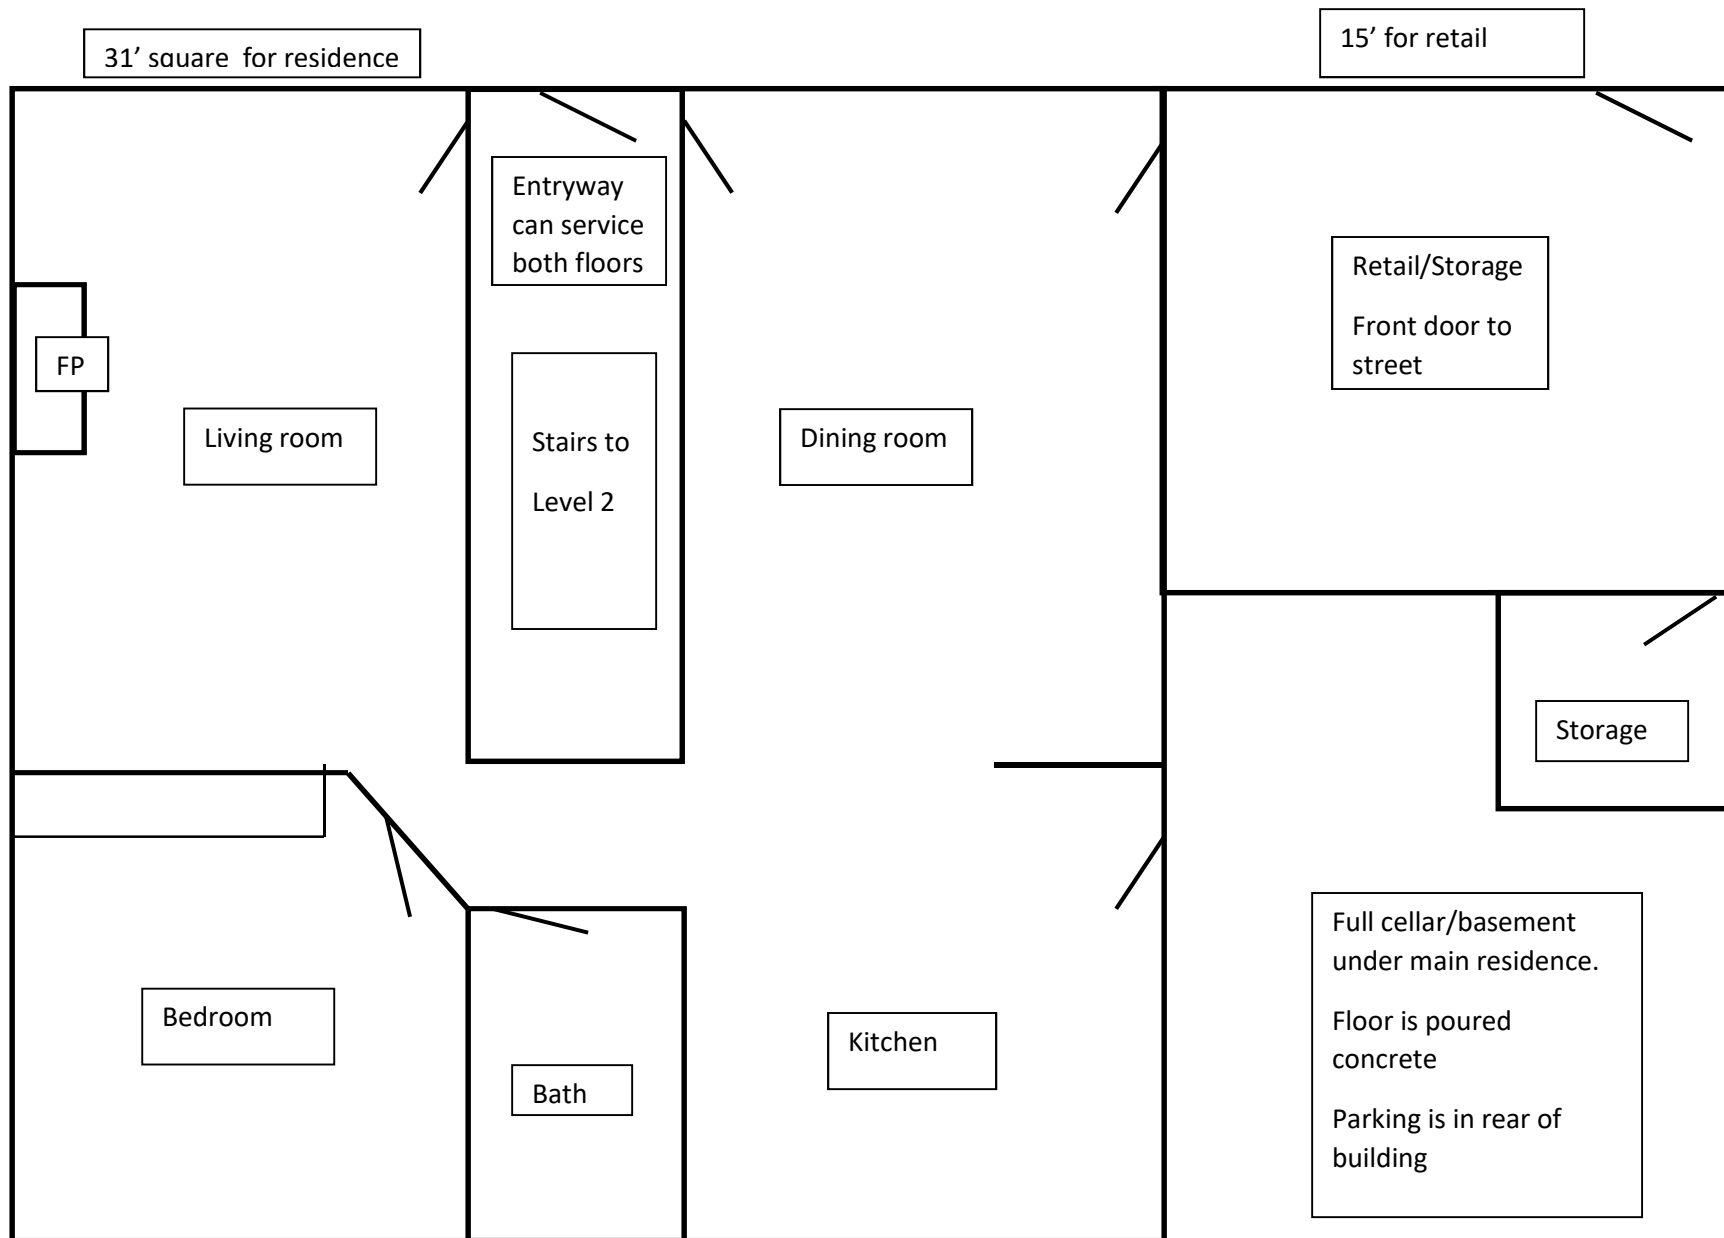 31’ square  for residence
15’ for retail
Entryway
can service
both floors
Retail/Storage
Front door to
street
FP
Living room
Stairs to
Level 2
Dining room
Storage
Full cellar/basement
under main residence.
Floor is poured
concrete
Parking is in rear of
building
Bedroom
Bath
Kitchen